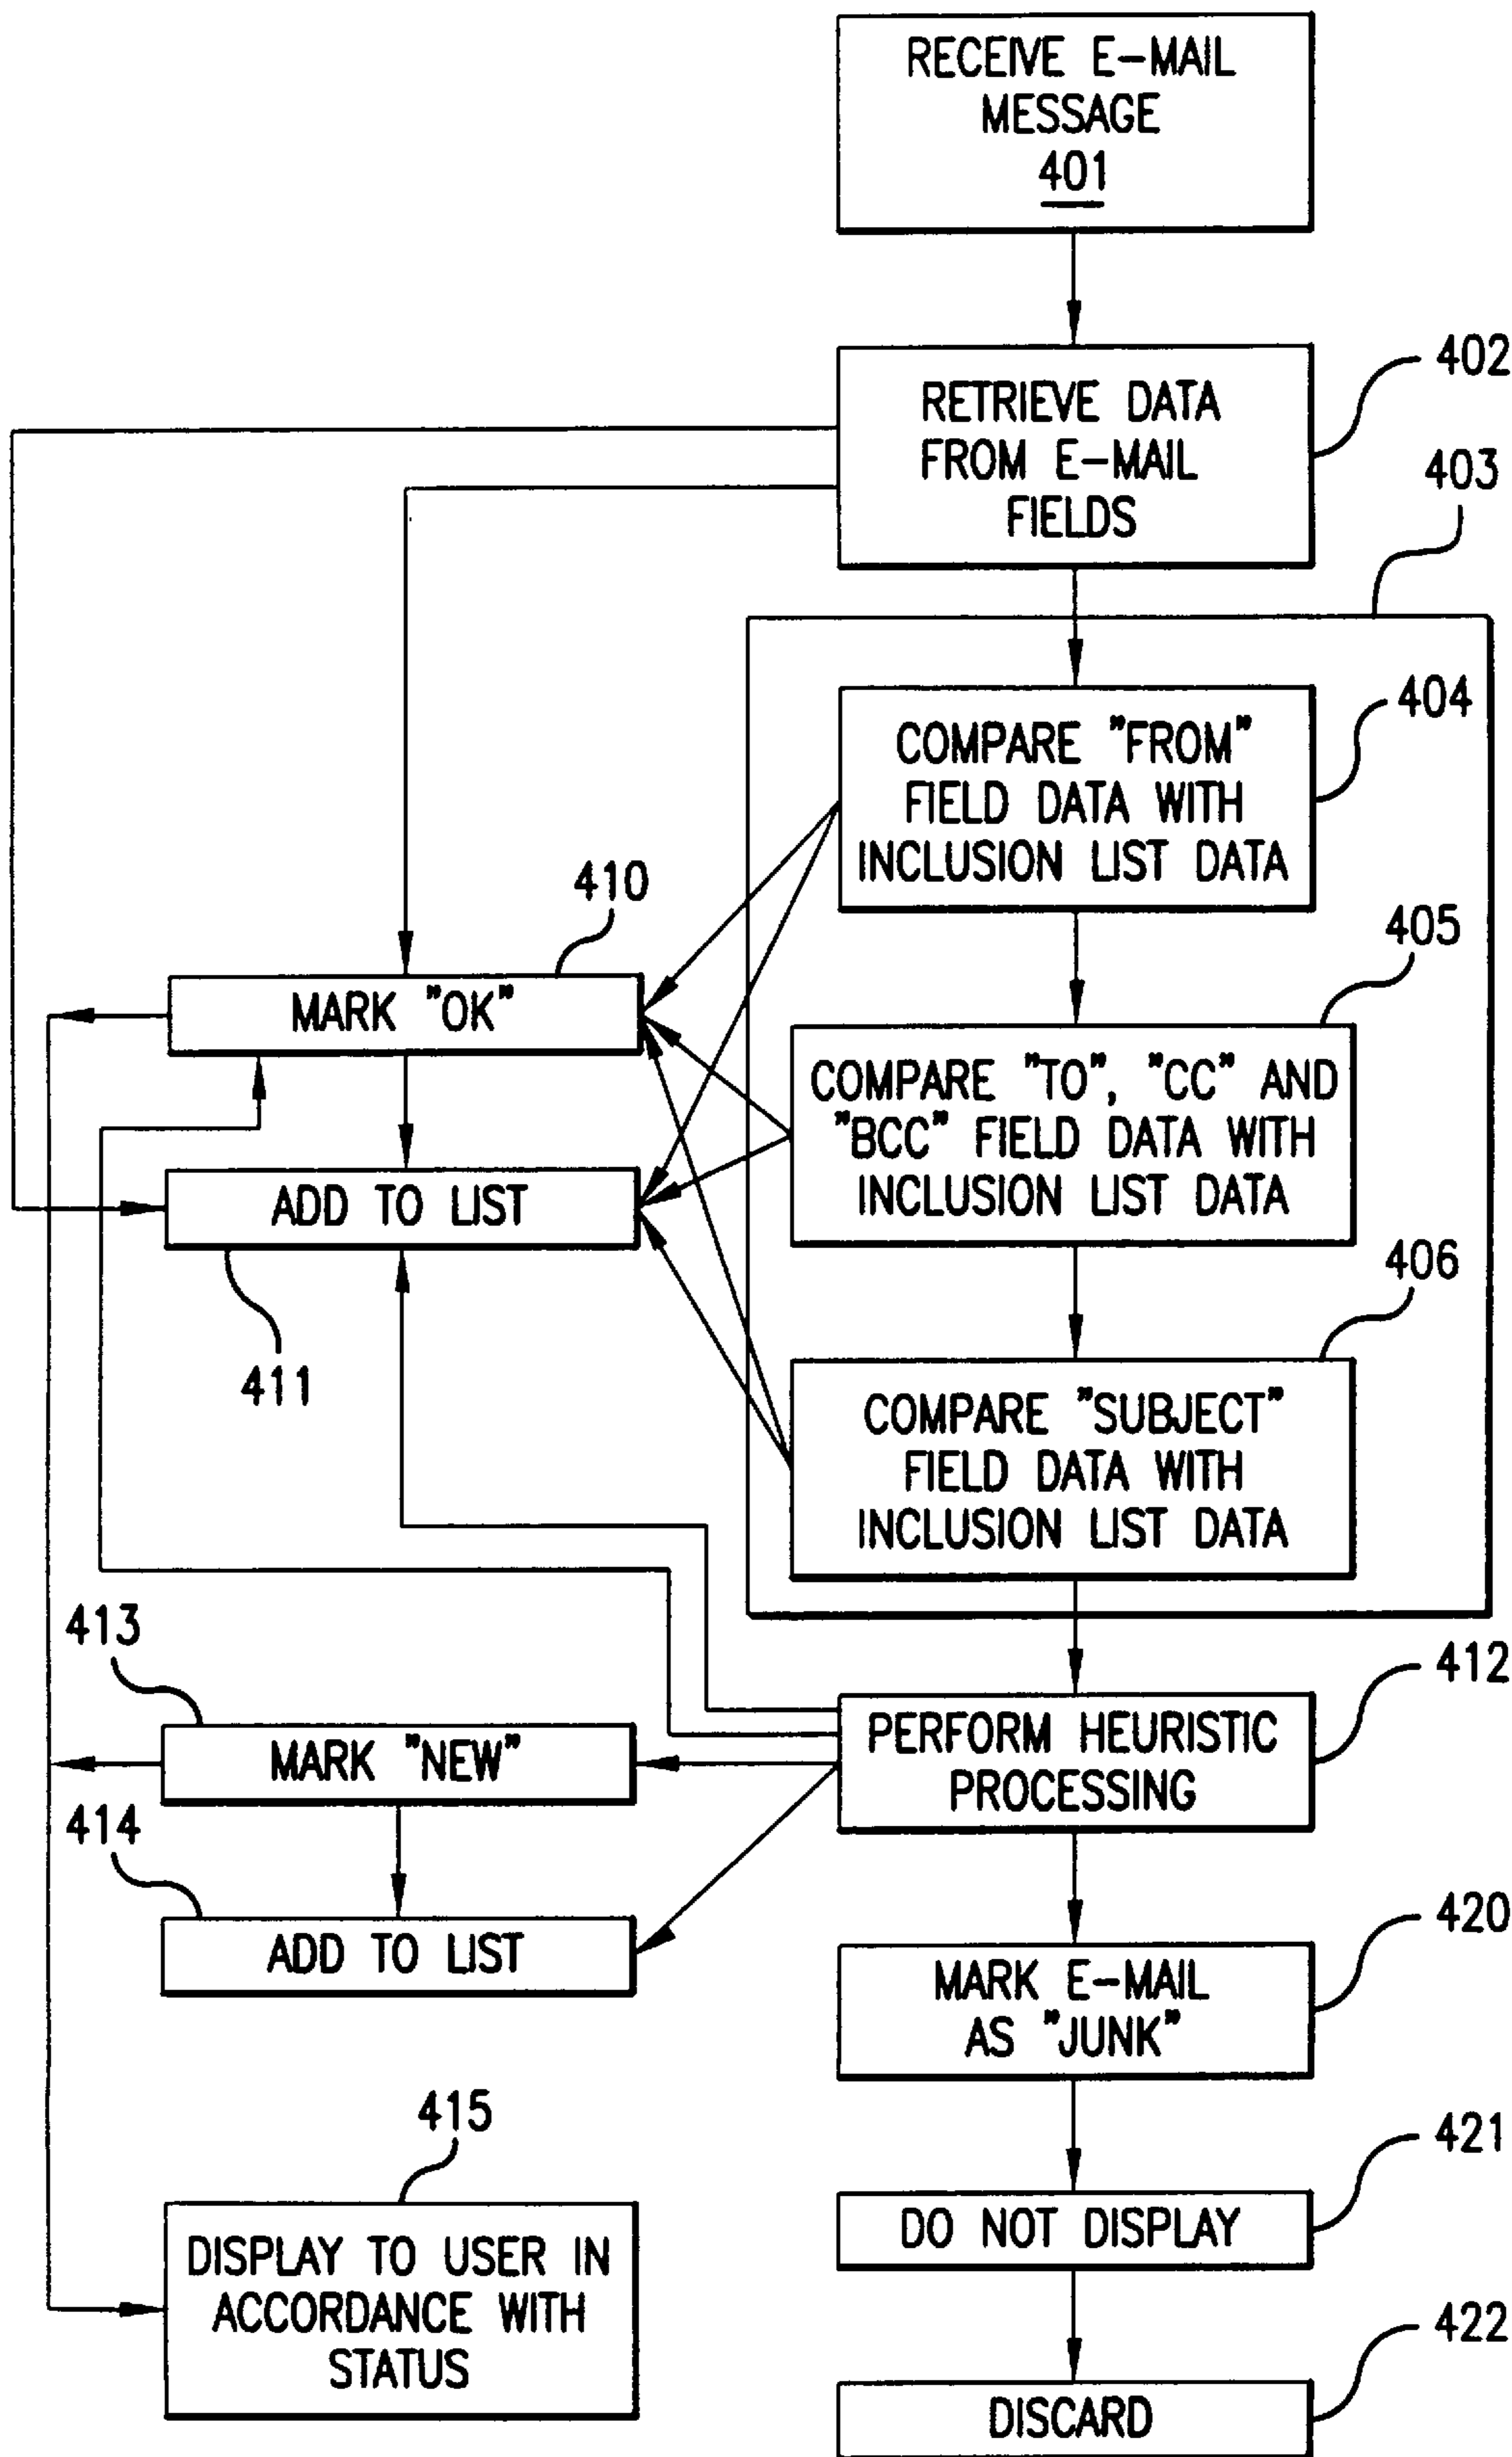 RECEIVE E-MAIL
MESSAGE
401
402
RETRIEVE DATA
FROM E-MAIL
FIELDS
403
404
COMPARE "FROM"
FIELD DATA WITH
INCLUSION LIST DATA
410
MARK "OK"
405
COMPARE "TO", "CC" AND
"BCC" FIELD DATA WITH
INCLUSION LIST DATA
ADD TO LIST
411
406
COMPARE "SUBJECT"
FIELD DATA WITH
INCLUSION LIST DATA
413
MARK "NEW"
412
PERFORM HEURISTIC
PROCESSING
414
ADD TO LIST
420
MARK E-MAIL
AS "JUNK"
415
DISPLAY TO USER IN
ACCORDANCE WITH
STATUS
421
DO NOT DISPLAY
422
DISCARD